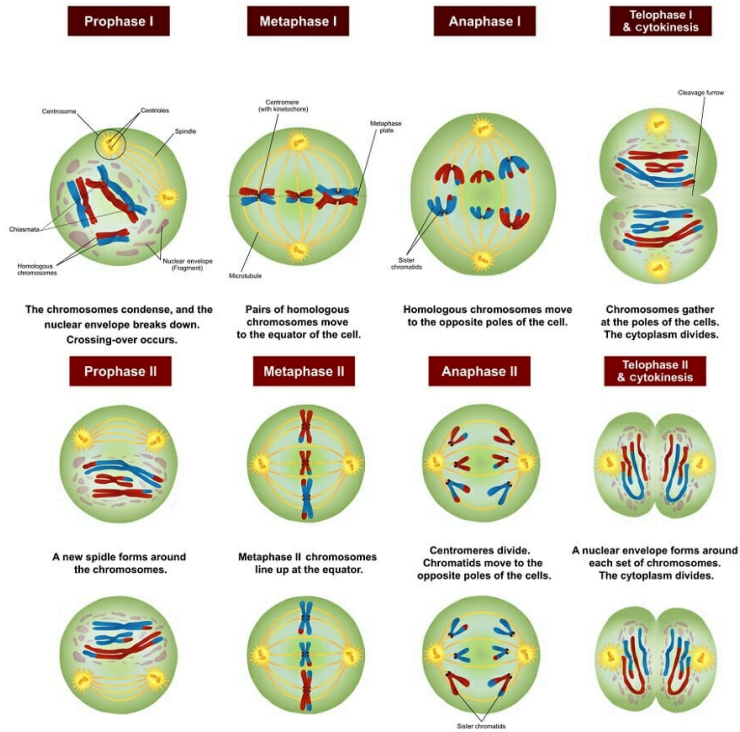 Prophase I
Metaphase I
Anaphase I
Telophase I
& cytokinesis
Centrosome
Centrioles
Spindle
Chiasmata
Homologous
chromosomes
Nuclear envelope
(Fragment)
Centromere
(with kinetochore)
Metaphase
plate
Microtubule
Sister
chromatids
Cleavage furrow
The chromosomes condense, and the
nuclear envelope breaks down.
Crossing-over occurs.
Pairs of homologous
chromosomes move
to the equator of the cell.
Homologous chromosomes move
to the opposite poles of the cell.
Chromosomes gather
at the poles of the cells.
The cytoplasm divides.
Prophase II
Metaphase II
Anaphase II
Telophase II
& cytokinesis
A new spidle forms around
the chromosomes.
Metaphase II chromosomes
line up at the equator.
Centromeres divide.
Chromatids move to the
opposite poles of the cells.
A nuclear envelope forms around
each set of chromosomes.
The cytoplasm divides.
Sister chromatids